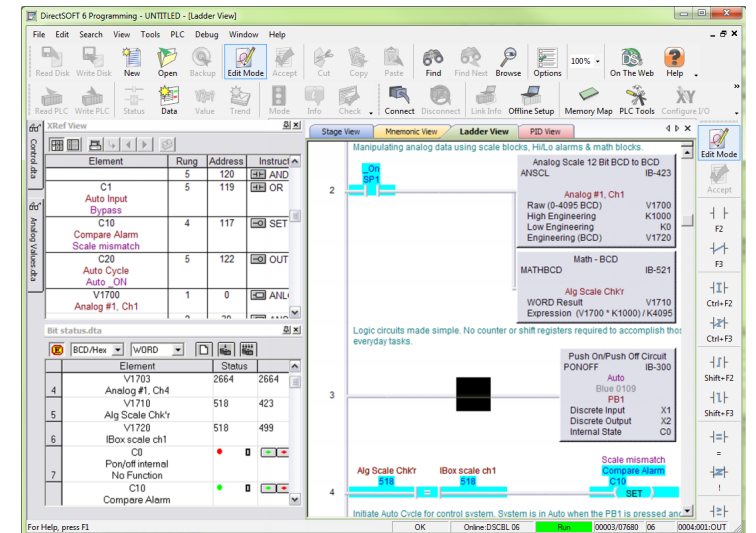 DirectSOFT 6 Programming - UNTITLED - [Ladder View]
File Edit Search View Tools PLC Debug Window Help
Read Disk Write Disk New Open Backup Edit Mode Accept Cut Copy Paste Find Find Next Browse Options 100% On The Web Help
Read PLC Write PLC Status Data Value Trend Mode Info Check Connect Disconnect Link Info Offline Setup Memory Map PLC Tools Configure I/O
XRef View
Element Rung Address Instruct
5 120 AND
C1 5 119 OR
Auto Input
Bypass
C10 4 117 SET
Compare Alarm
Scale mismatch
C20 5 122 OUT
Auto Cycle
Auto _ON
V1700 1 0 ANL
Analog #1, Ch1
Control.dta
Analog Values.dta
Bit status.dta
BCD/Hex WORD
Element Status
4 V1703 2664 2664
Analog #1, Ch4
5 V1710 518 423
Alg Scale Chk'r
6 V1720 518 499
IBox scale ch1
7 C0 0
Pon/off internal
No Function
C10 0
Compare Alarm
Stage View Mnemonic View Ladder View PID View
Manipulating analog data using scale blocks, Hi/Lo alarms & math blocks.
2
_On
SP1
Analog Scale 12 Bit BCD to BCD
ANSCL IB-423
Analog #1, Ch1
Raw (0-4095 BCD) V1700
High Engineering K1000
Low Engineering K0
Engineering (BCD) V1720
Math - BCD
MATHBCD IB-521
Alg Scale Chk'r
WORD Result V1710
Expression (V1700 * K1000) / K4095
Logic circuits made simple. No counter or shift registers required to accomplish thos
everyday tasks.
3
Push On/Push Off Circuit
PONOFF IB-300
Auto
Blue 0109
PB1
Discrete Input X1
Discrete Output X2
Internal State C0
4
Alg Scale Chk'r IBox scale ch1
518 = 518
Scale mismatch
Compare Alarm
C10
SET
Initiate Auto Cycle for control system. System is in Auto when the PB1 is pressed and
Edit Mode
Accept
F2
F3
Ctrl+F2
Ctrl+F3
Shift+F2
Shift+F3
=
!
For Help, press F1 OK Online:DSCBL 06 Run 00003/07680 06 0004:001:OUT